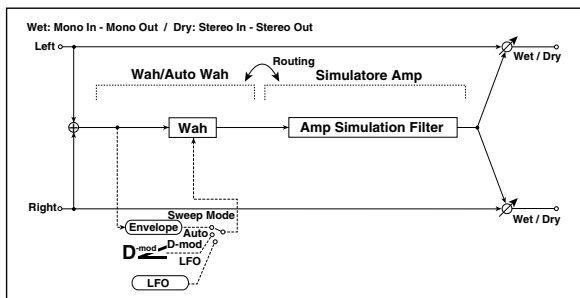 Wet: Mono In - Mono Out / Dry: Stereo In - Stereo Out
Left
Wet / Dry
Routing
Wah/Auto Wah
Simulatore Amp
Wah
Amp Simulation Filter
Right
Wet / Dry
Sweep Mode
Envelope
Auto
D-mod
D-mod
LFO
LFO